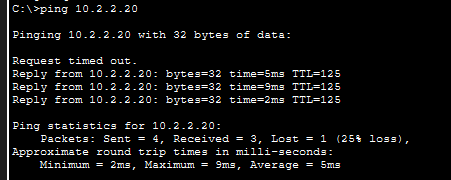 C:\>ping 10.2.2.20
Pinging 10.2.2.20 with 32 bytes of data:
Request timed out.
Reply from 10.2.2.20: bytes=32 time=5ms TTL=125
Reply from 10.2.2.20: bytes=32 time=9ms TTL=125
Reply from 10.2.2.20: bytes=32 time=2ms TTL=125
Ping statistics for 10.2.2.20:
Packets: Sent = 4, Received = 3, Lost = 1 (25% loss),
Approximate round trip times in milli-seconds:
Minimum = 2ms, Maximum = 9ms, Average = 5ms